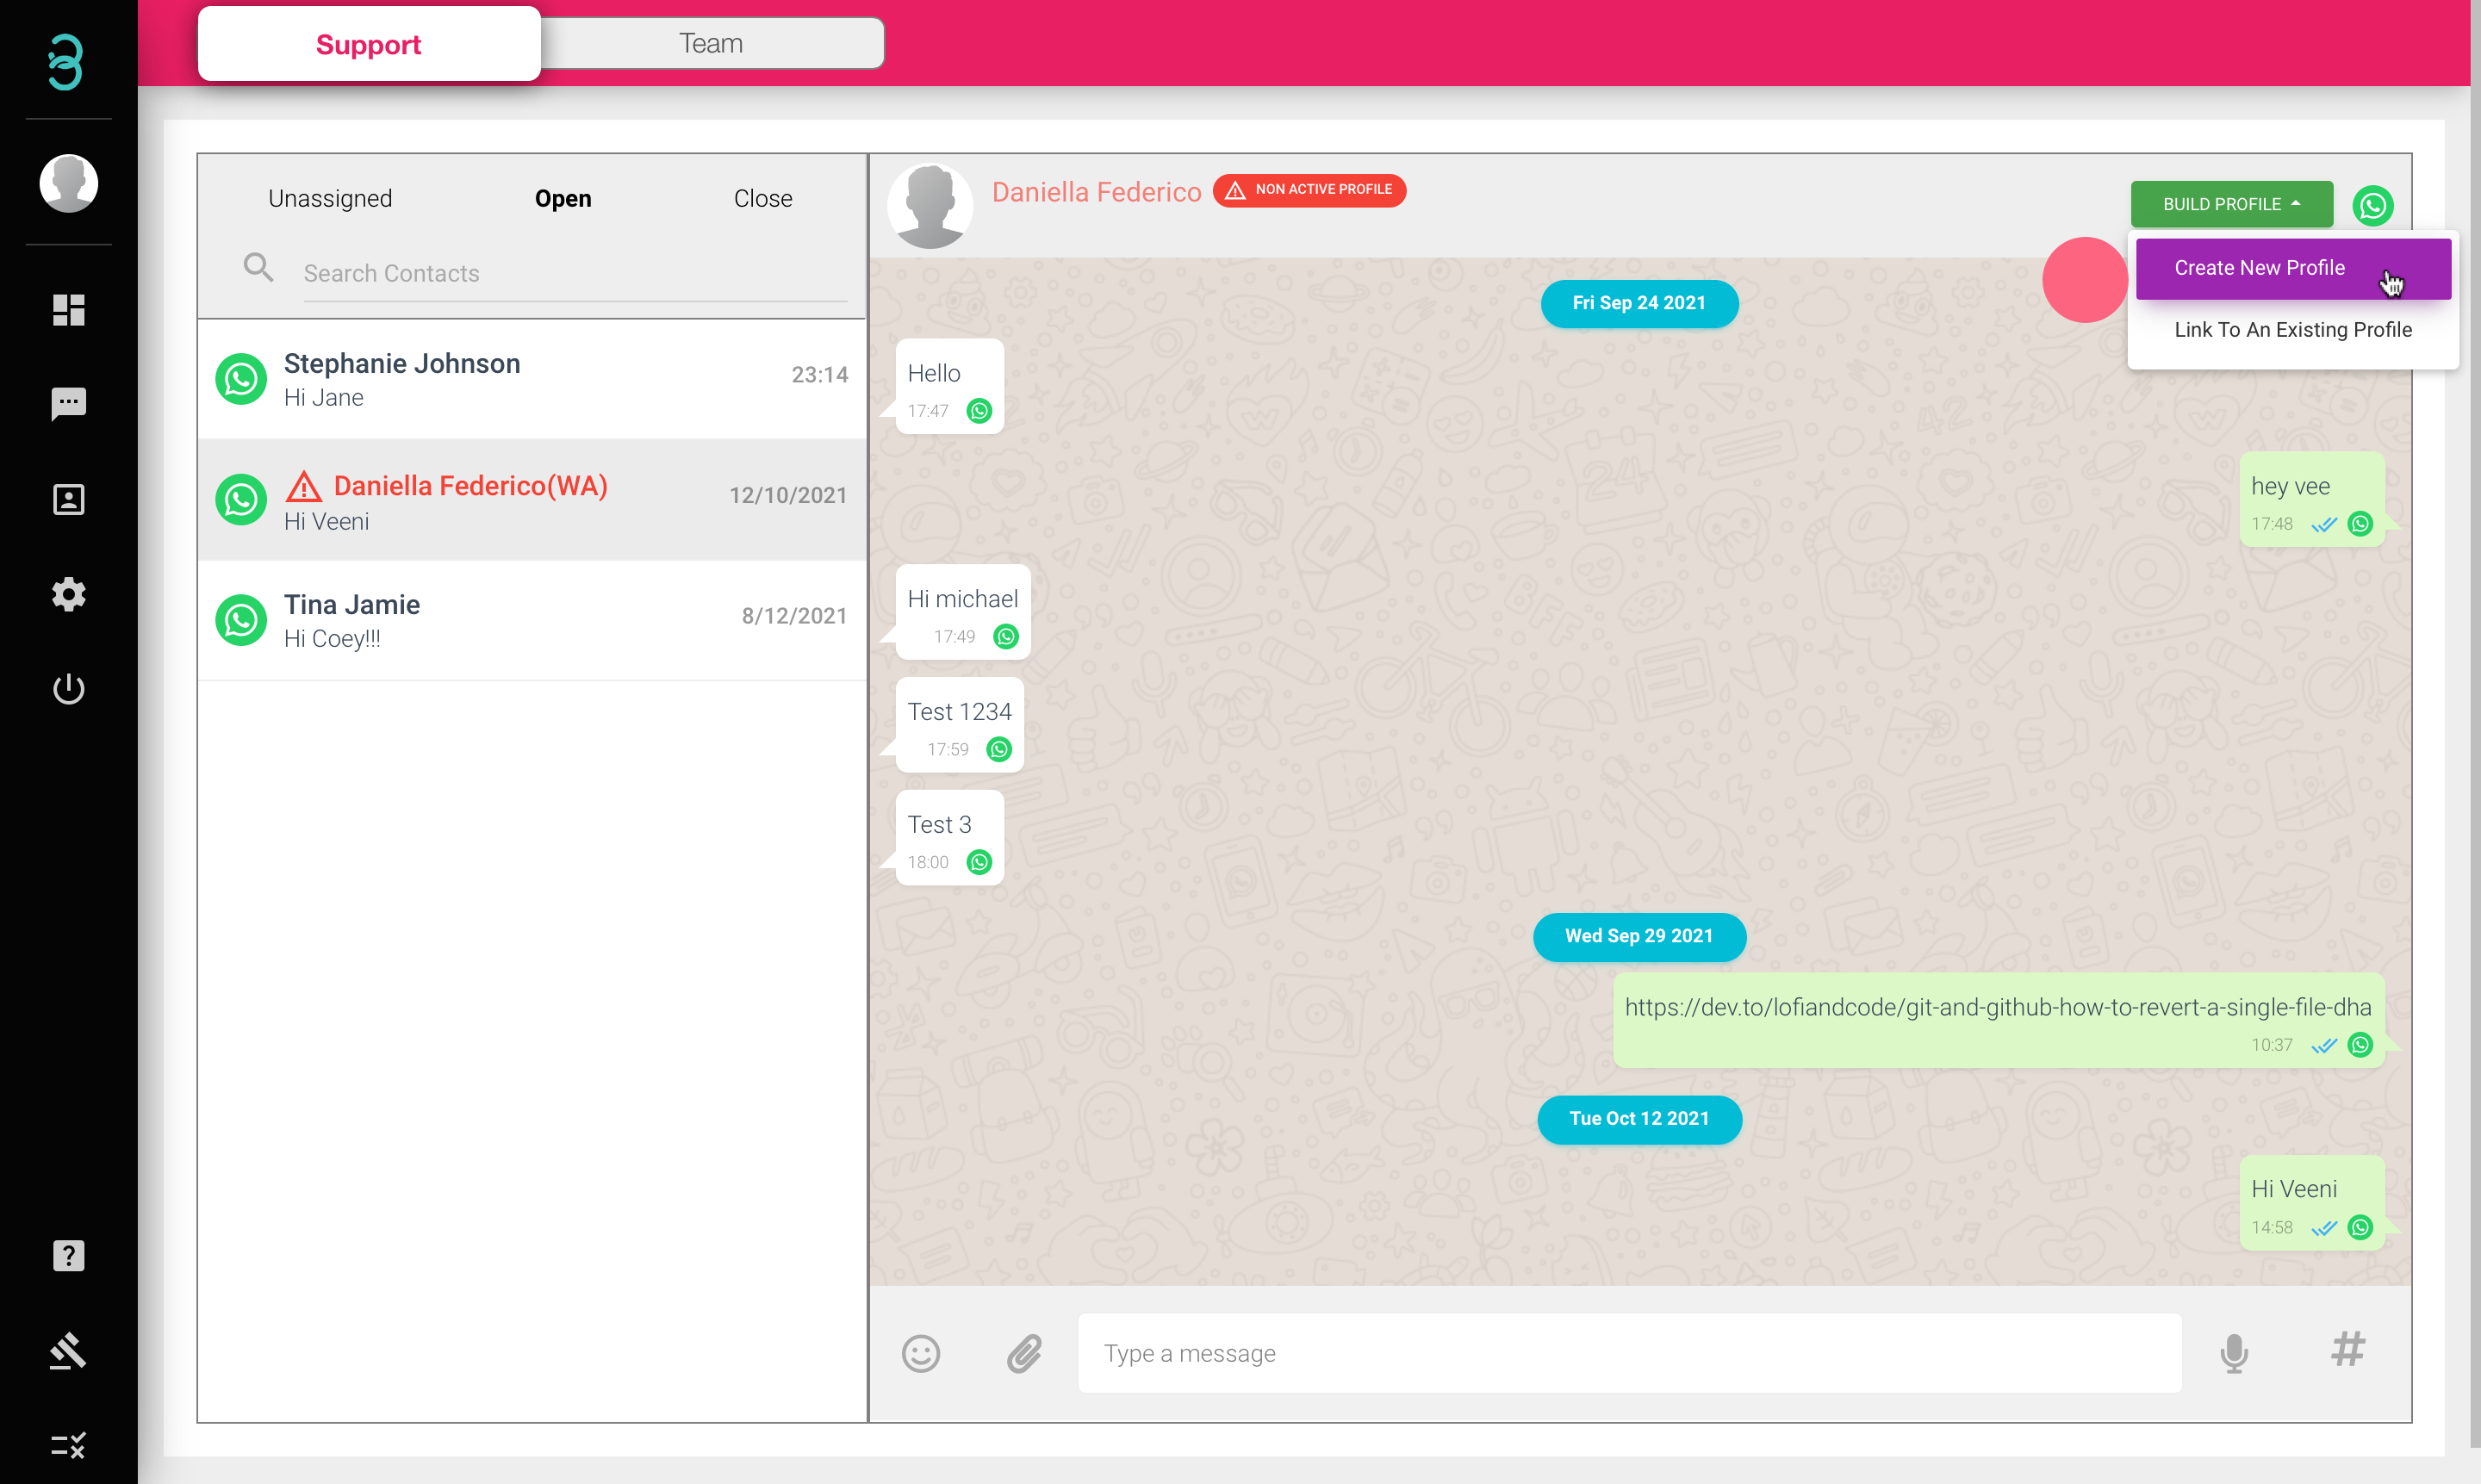 Support
Team
Unassigned
Open
Close
Search Contacts
Stephanie Johnson
23:14
Hi Jane
Daniella Federico(WA)
12/10/2021
Hi Veeni
Tina Jamie
8/12/2021
Hi Coey!!!
Daniella Federico
NON ACTIVE PROFILE
BUILD PROFILE
Create New Profile
Link To An Existing Profile
Fri Sep 24 2021
Hello
17:47
hey vee
17:48
Hi michael
17:49
Test 1234
17:59
Test 3
18:00
Wed Sep 29 2021
https://dev.to/lofiandcode/git-and-github-how-to-revert-a-single-file-dha
10:37
Tue Oct 12 2021
Hi Veeni
14:58
Type a message
#